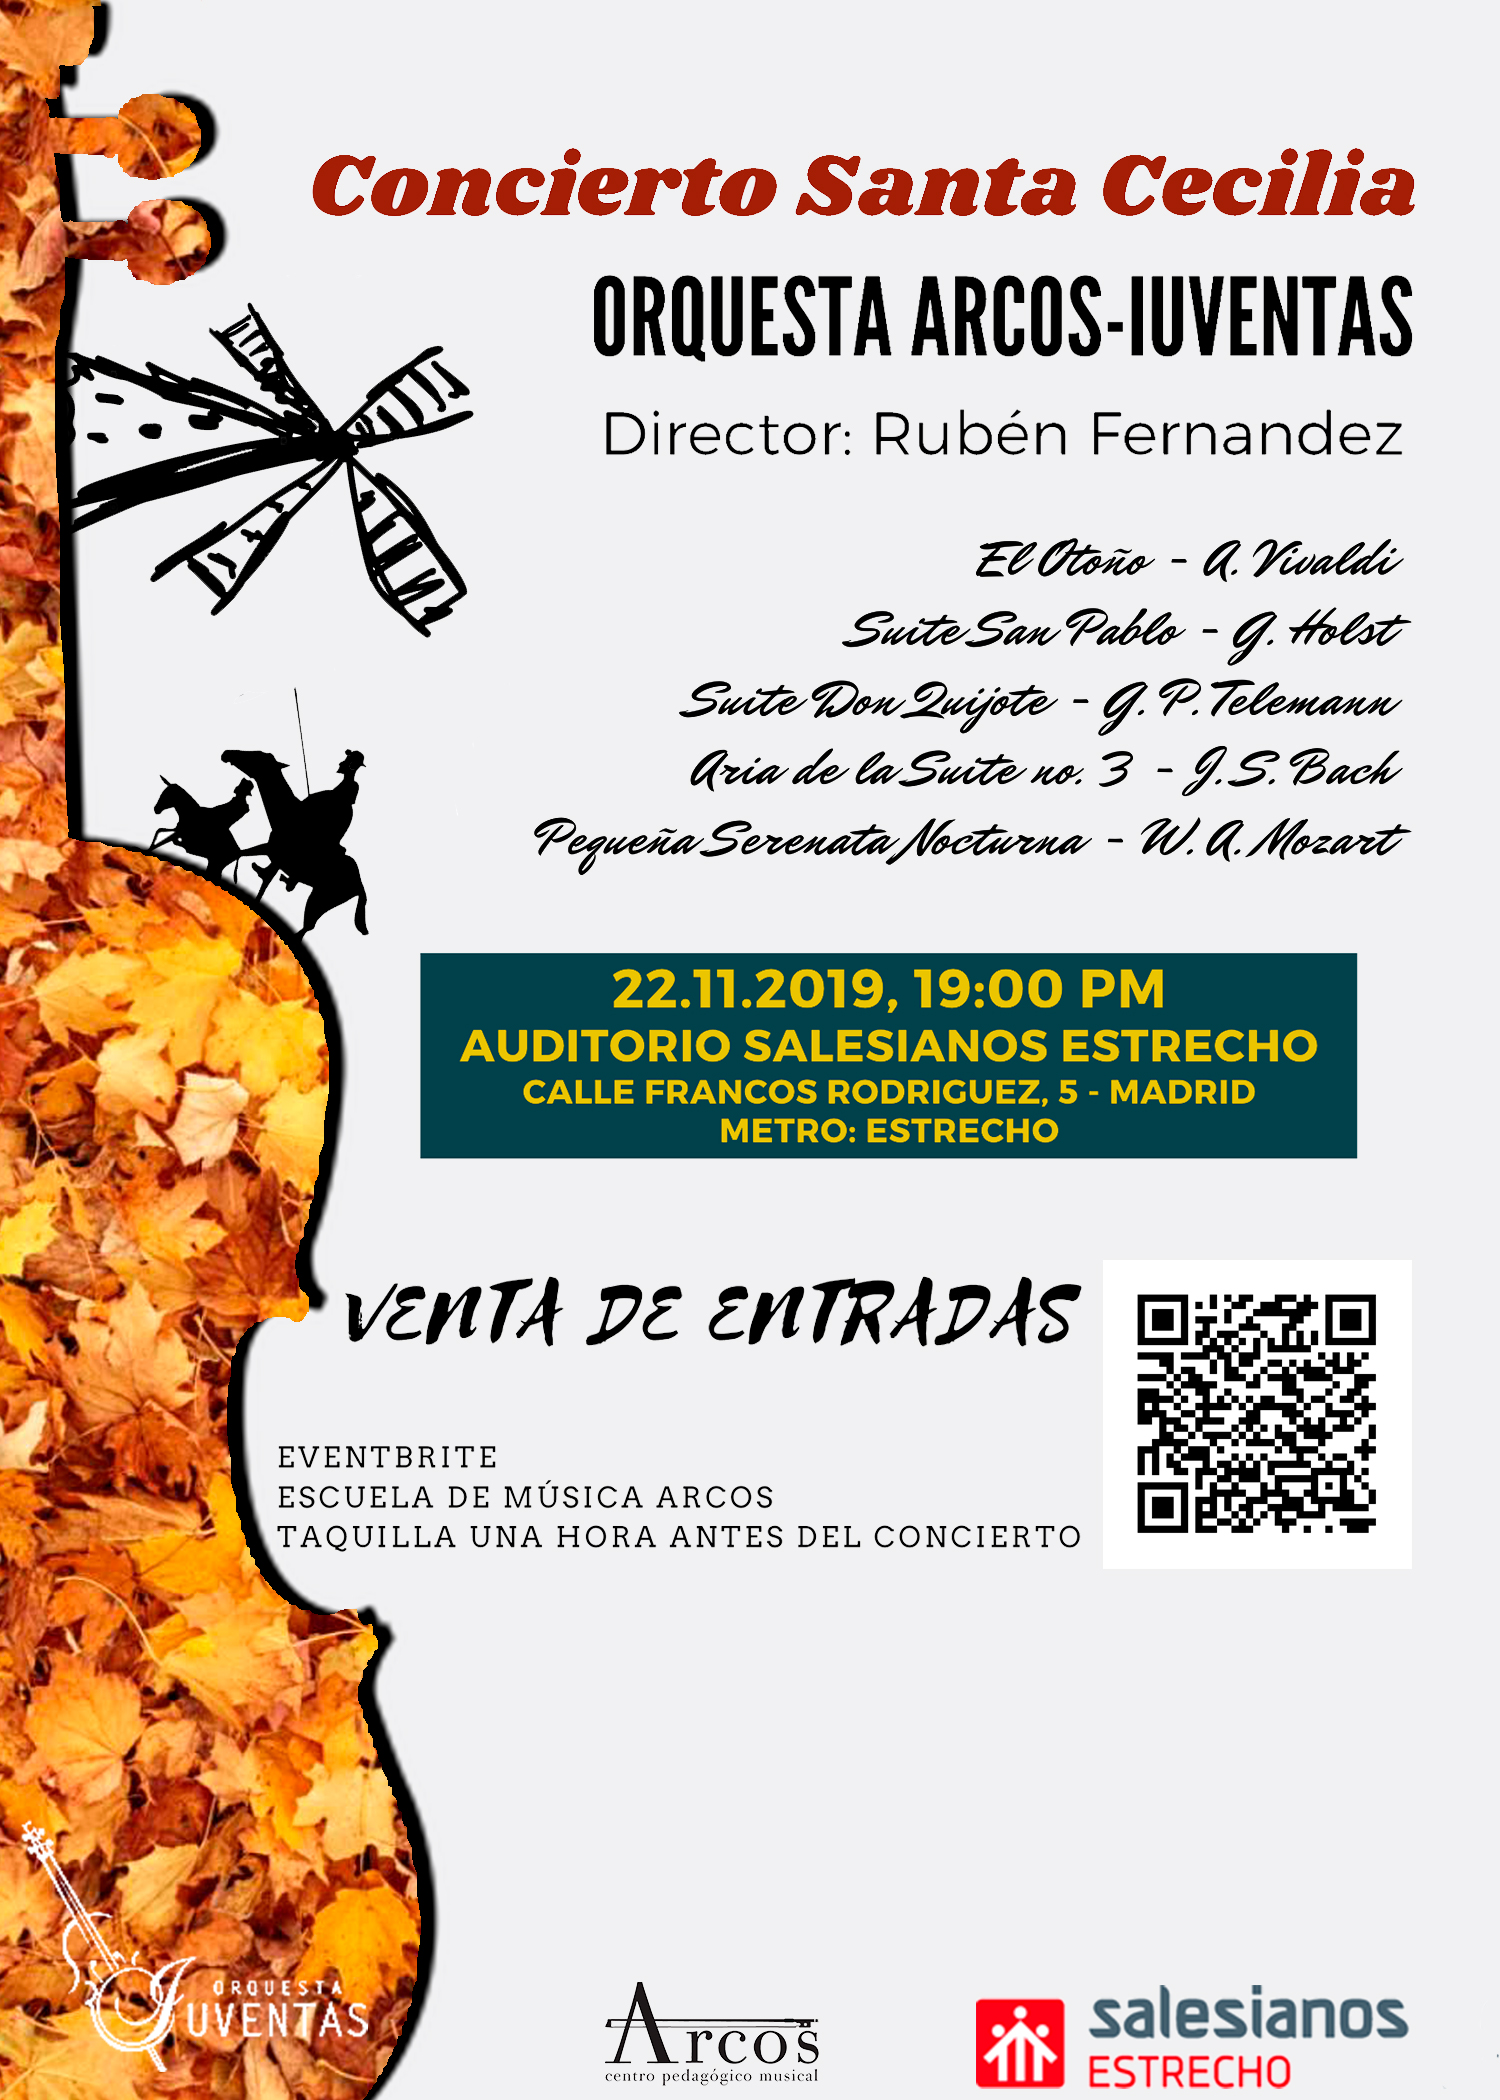 Concierto Santa Cecilia
ORQUESTA ARCOS-IUVENTAS
Director: Rubén Fernandez
El Otoño - A. Vivaldi
Suite San Pablo - G. Holst
Suite Don Quijote - G. P. Telemann
Aria de la Suite no. 3 - J. S. Bach
Pequeña Serenata Nocturna - W. A. Mozart
22.11.2019, 19:00 PM
AUDITORIO SALESIANOS ESTRECHO
CALLE FRANCOS RODRIGUEZ, 5 - MADRID
METRO: ESTRECHO
VENTA DE ENTRADAS
EVENTBRITE
ESCUELA DE MÚSICA ARCOS
TAQUILLA UNA HORA ANTES DEL CONCIERTO
ORQUESTA
IUVENTAS
Arcos
centro pedagógico musical
salesianos
ESTRECHO